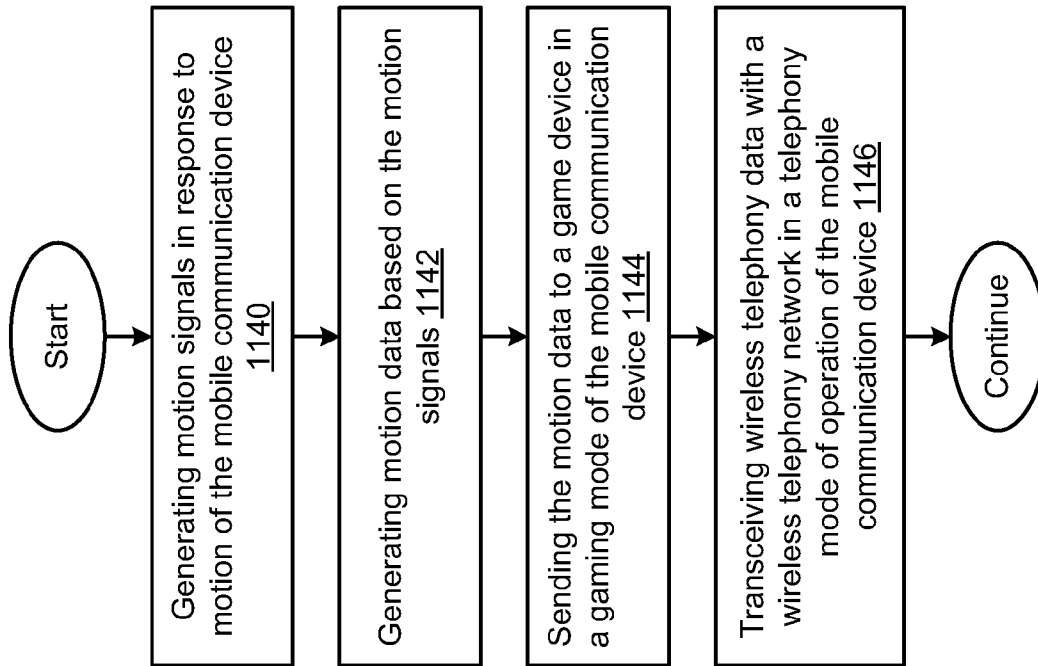 Start
Generating motion signals in response to
motion of the mobile communication device
1140
Generating motion data based on the motion
signals 1142
Sending the motion data to a game device in
a gaming mode of the mobile communication
device 1144
Transceiving wireless telephony data with a
wireless telephony network in a telephony
mode of operation of the mobile
communication device 1146
Continue